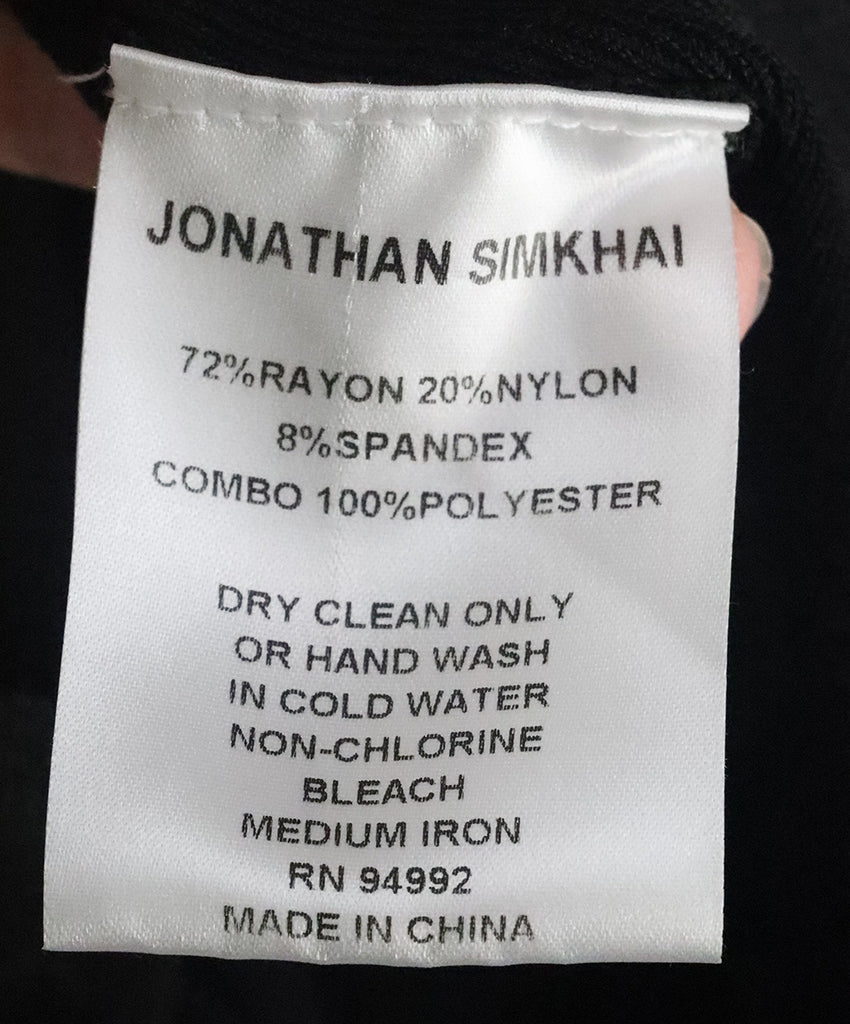 JONATHAN SIMKHAI
72%RAYON 20%NYLON
8%SPANDEX
COMBO 100%POLYESTER
DRY CLEAN ONLY
OR HAND WASH
IN COLD WATER
NON-CHLORINE
BLEACH
MEDIUM IRON
RN 94992
MADE IN CHINA